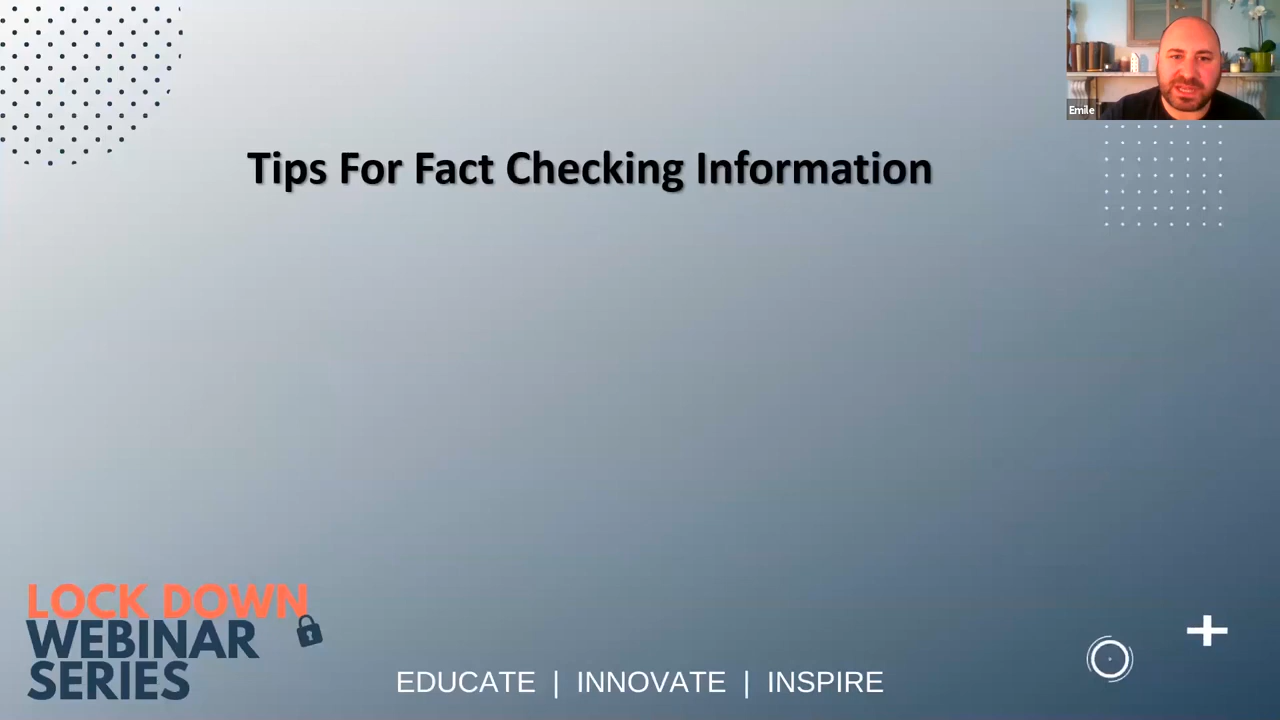 Emile
Tips For Fact Checking Information
LOCK DOWN
WEBINAR
SERIES
EDUCATE | INNOVATE | INSPIRE